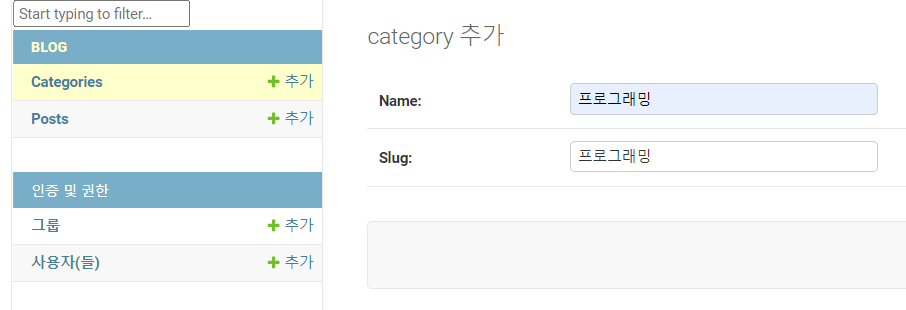 Start typing to filter…
BLOG
Categories + 추가
Posts + 추가
인증 및 권한
그룹 + 추가
사용자(들) + 추가
category 추가
Name: 프로그래밍
Slug: 프로그래밍